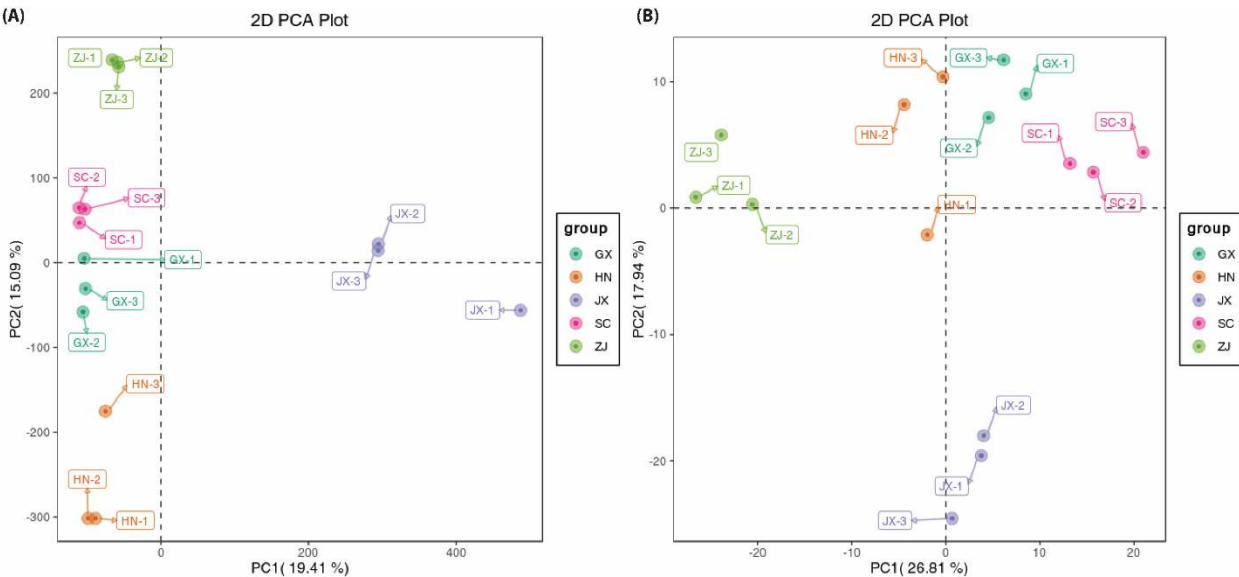 (A)
2D PCA Plot
ZJ-1
ZJ-2
ZJ-3
SC-2
SC-3
SC-1
GX-1
GX-3
GX-2
HN-3
HN-2
HN-1
JX-2
JX-3
JX-1
200
100
0
-100
-200
-300
PC2( 15.09 %)
0
200
400
PC1( 19.41 %)
group
GX
HN
JX
SC
ZJ
(B)
2D PCA Plot
HN-3
GX-3
GX-1
HN-2
GX-2
SC-1
SC-3
SC-2
ZJ-3
ZJ-1
ZJ-2
HN-1
JX-2
JX-1
JX-3
10
0
-10
-20
PC2( 17.94 %)
-20
-10
0
10
20
PC1( 26.81 %)
group
GX
HN
JX
SC
ZJ